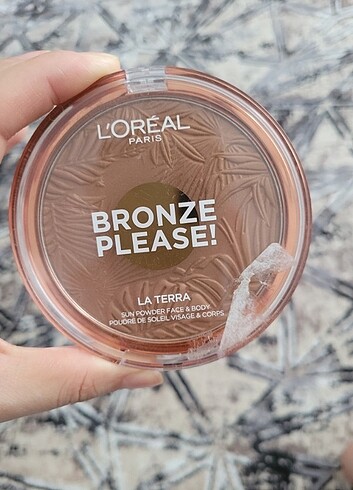 L'ORÉAL
PARIS
BRONZE
PLEASE!
LA TERRA
SUN POWDER FACE & BODY
POUDRE DE SOLEIL VISAGE & CORPS